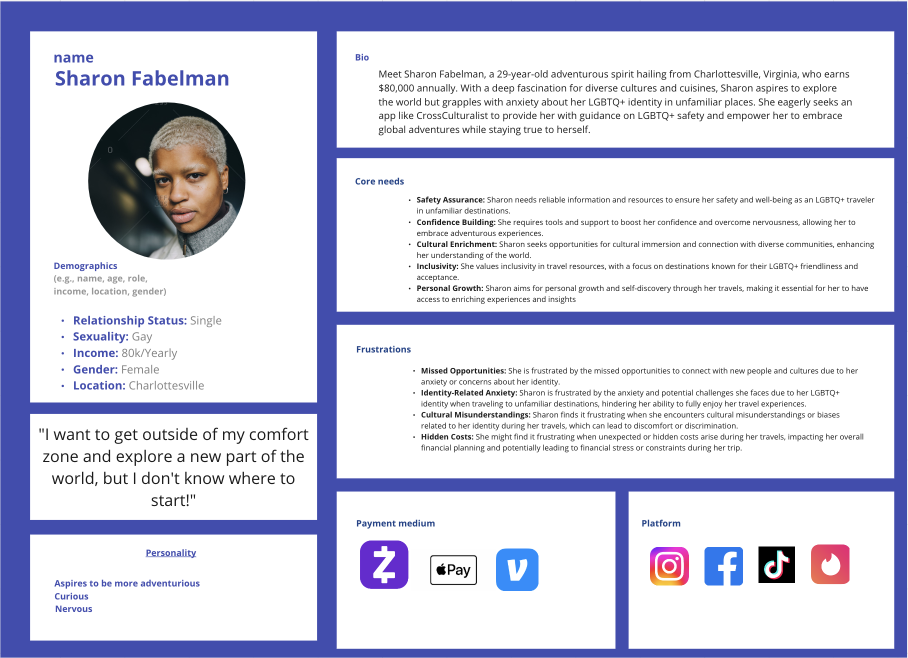 name
Sharon Fabelman
Demographics
(e.g., name, age, role,
income, location, gender)
• Relationship Status: Single
• Sexuality: Gay
• Income: 80k/Yearly
• Gender: Female
• Location: Charlottesville
"I want to get outside of my comfort
zone and explore a new part of the
world, but I don't know where to
start!"
Personality
Aspires to be more adventurious
Curious
Nervous
Bio
Meet Sharon Fabelman, a 29-year-old adventurous spirit hailing from Charlottesville, Virginia, who earns
$80,000 annually. With a deep fascination for diverse cultures and cuisines, Sharon aspires to explore
the world but grapples with anxiety about her LGBTQ+ identity in unfamiliar places. She eagerly seeks an
app like CrossCulturalist to provide her with guidance on LGBTQ+ safety and empower her to embrace
global adventures while staying true to herself.
Core needs
• Safety Assurance: Sharon needs reliable information and resources to ensure her safety and well-being as an LGBTQ+ traveler
in unfamiliar destinations.
• Confidence Building: She requires tools and support to boost her confidence and overcome nervousness, allowing her to
embrace adventurous experiences.
• Cultural Enrichment: Sharon seeks opportunities for cultural immersion and connection with diverse communities, enhancing
her understanding of the world.
• Inclusivity: She values inclusivity in travel resources, with a focus on destinations known for their LGBTQ+ friendliness and
acceptance.
• Personal Growth: Sharon aims for personal growth and self-discovery through her travels, making it essential for her to have
access to enriching experiences and insights
Frustrations
• Missed Opportunities: She is frustrated by the missed opportunities to connect with new people and cultures due to her
anxiety or concerns about her identity.
• Identity-Related Anxiety: Sharon is frustrated by the anxiety and potential challenges she faces due to her LGBTQ+
identity when traveling to unfamiliar destinations, hindering her ability to fully enjoy her travel experiences.
• Cultural Misunderstandings: Sharon finds it frustrating when she encounters cultural misunderstandings or biases
related to her identity during her travels, which can lead to discomfort or discrimination.
• Hidden Costs: She might find it frustrating when unexpected or hidden costs arise during her travels, impacting her overall
financial planning and potentially leading to financial stress or constraints during her trip.
Payment medium
Pay
Platform